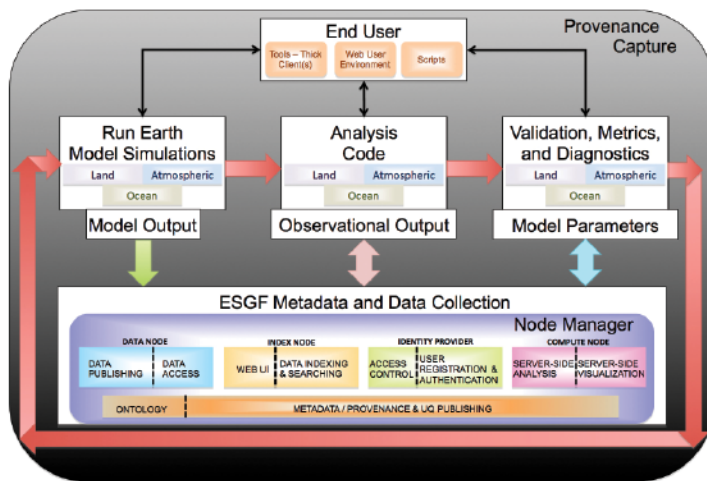 Provenance
Capture
End User
Tools – Thick
Client(s)
Web User
Environment
Scripts
Run Earth
Model Simulations
Land
Atmospheric
Ocean
Model Output
Analysis
Code
Land
Atmospheric
Ocean
Observational Output
Validation, Metrics,
and Diagnostics
Land
Atmospheric
Ocean
Model Parameters
ESGF Metadata and Data Collection
Node Manager
DATA NODE
DATA
PUBLISHING
DATA
ACCESS
INDEX NODE
WEB UI
DATA INDEXING
& SEARCHING
IDENTITY PROVIDER
ACCESS
CONTROL
USER
REGISTRATION &
AUTHENTICATION
COMPUTE NODE
SERVER-SIDE
ANALYSIS
SERVER-SIDE
VISUALIZATION
ONTOLOGY
METADATA / PROVENANCE & UQ PUBLISHING